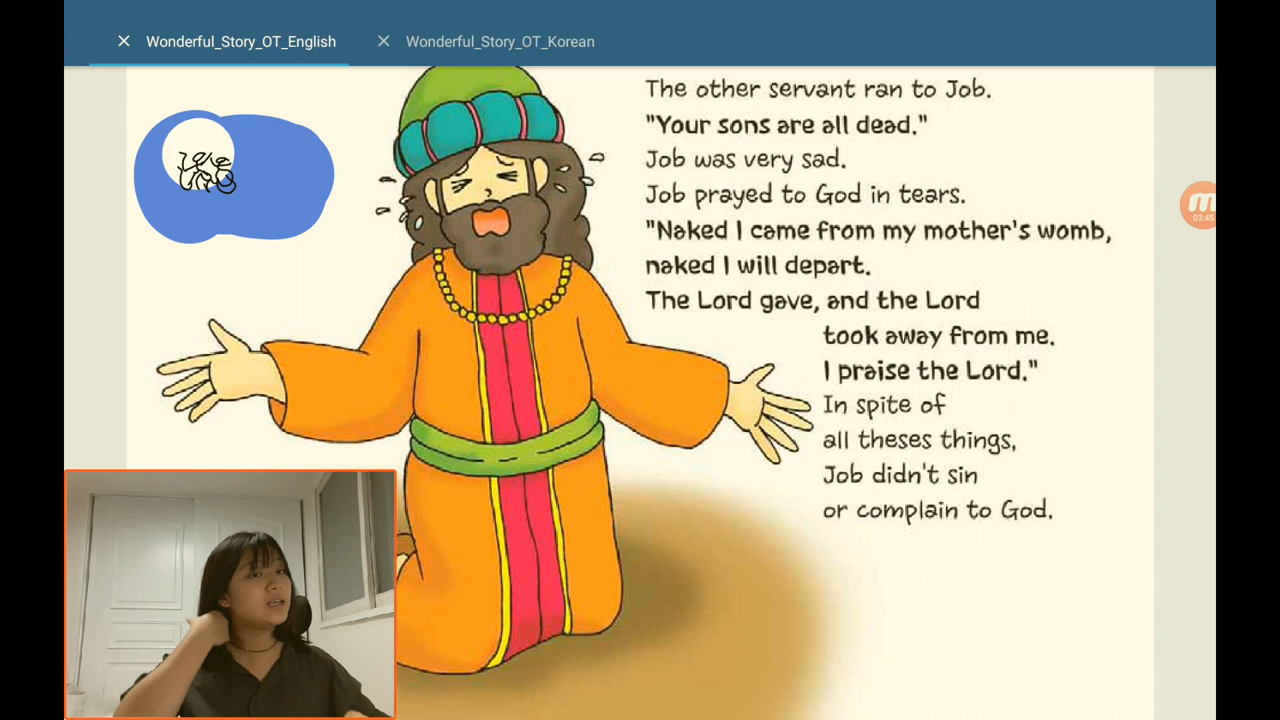 Wonderful_Story_OT_English
Wonderful_Story_OT_Korean
The other servant ran to Job.
"Your sons are all dead."
Job was very sad.
Job prayed to God in tears.
"Naked I came from my mother's womb,
naked I will depart.
The Lord gave, and the Lord
took away from me.
I praise the Lord."
In spite of
all theses things,
Job didn't sin
or complain to God.
03:45